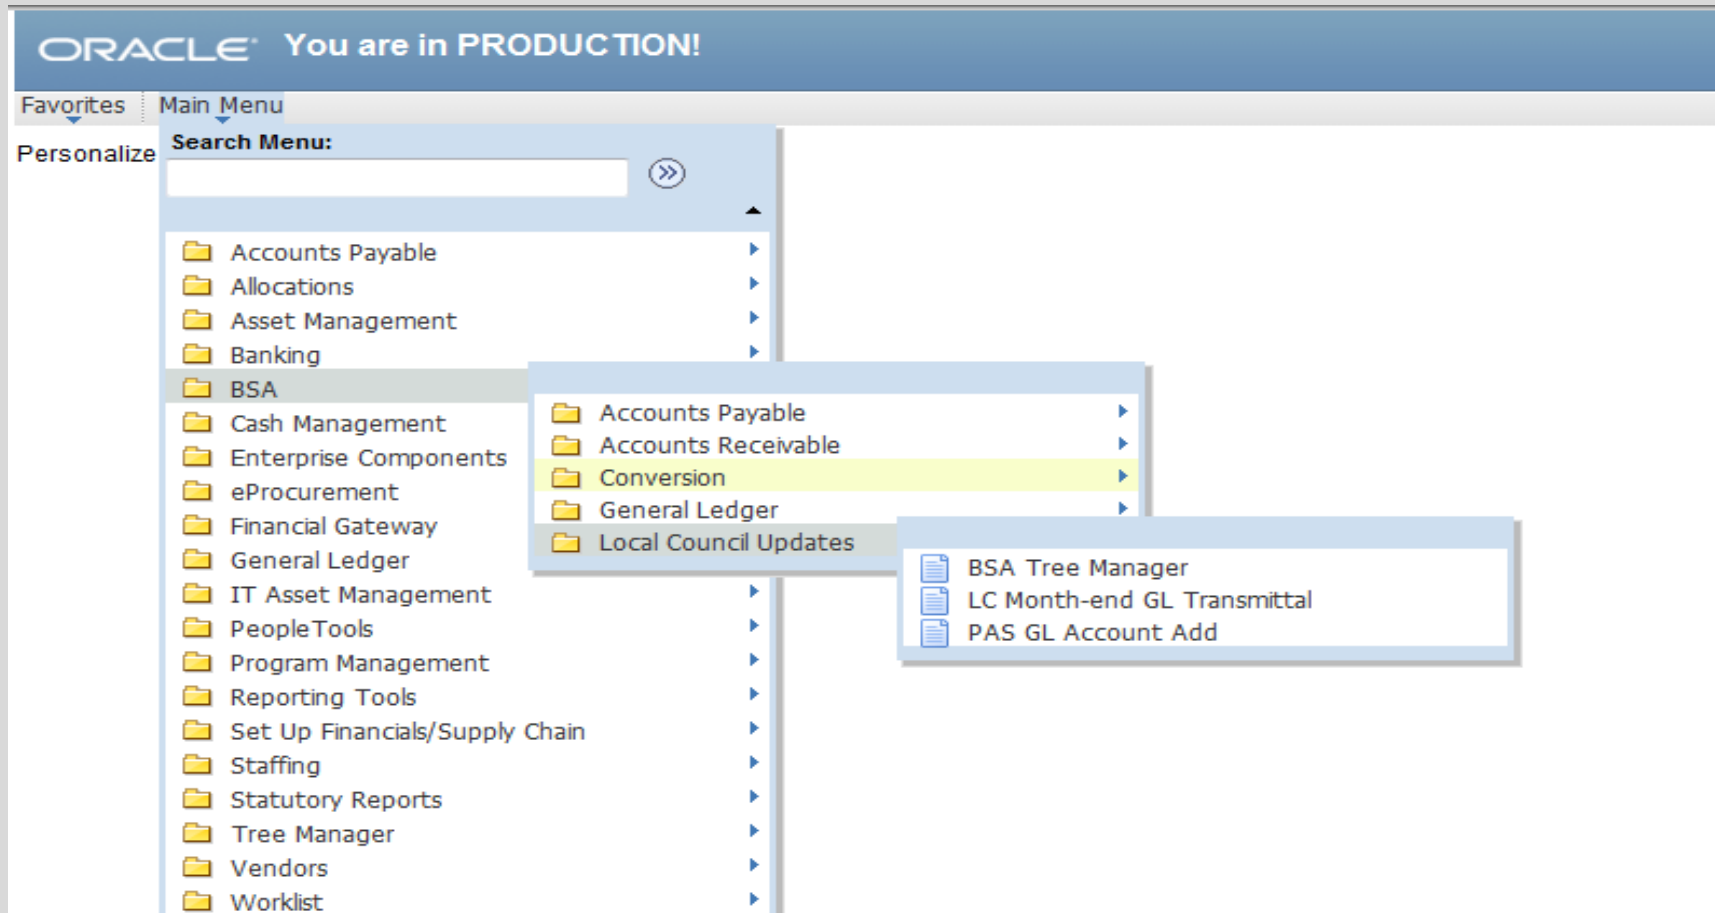 ORACLE You are in PRODUCTION!
Favorites Main Menu
Personalize
Search Menu:
Accounts Payable
Allocations
Asset Management
Banking
BSA
Cash Management
Enterprise Components
eProcurement
Financial Gateway
General Ledger
IT Asset Management
PeopleTools
Program Management
Reporting Tools
Set Up Financials/Supply Chain
Staffing
Statutory Reports
Tree Manager
Vendors
Worklist
Accounts Payable
Accounts Receivable
Conversion
General Ledger
Local Council Updates
BSA Tree Manager
LC Month-end GL Transmittal
PAS GL Account Add